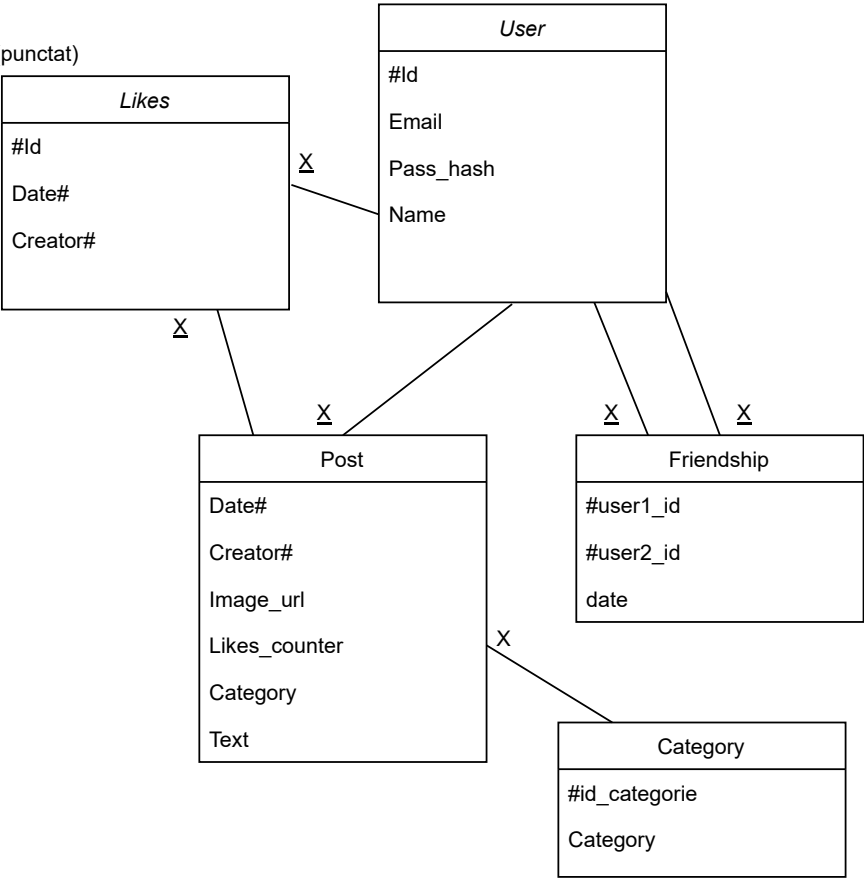 punctat)
User
#Id
Email
Pass_hash
Name
Likes
#Id
Date#
Creator#
X
X
X
X
X
Post
Date#
Creator#
Image_url
Likes_counter
Category
Text
Friendship
#user1_id
#user2_id
date
X
Category
#id_categorie
Category